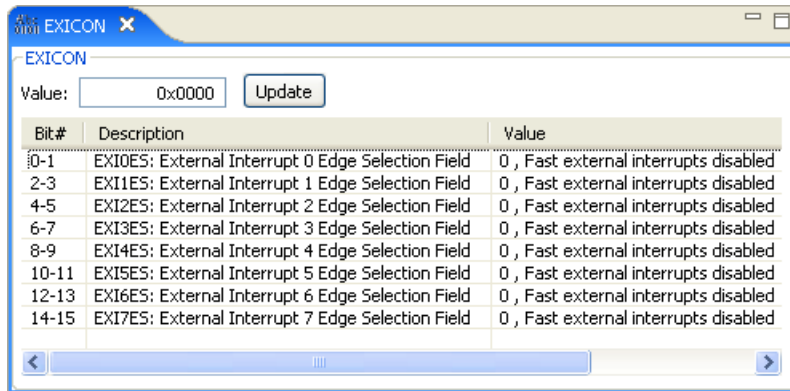 EXICON
EXICON
Value: 0x0000 Update
Bit# Description Value
0-1 EXI0ES: External Interrupt 0 Edge Selection Field 0 , Fast external interrupts disabled
2-3 EXI1ES: External Interrupt 1 Edge Selection Field 0 , Fast external interrupts disabled
4-5 EXI2ES: External Interrupt 2 Edge Selection Field 0 , Fast external interrupts disabled
6-7 EXI3ES: External Interrupt 3 Edge Selection Field 0 , Fast external interrupts disabled
8-9 EXI4ES: External Interrupt 4 Edge Selection Field 0 , Fast external interrupts disabled
10-11 EXI5ES: External Interrupt 5 Edge Selection Field 0 , Fast external interrupts disabled
12-13 EXI6ES: External Interrupt 6 Edge Selection Field 0 , Fast external interrupts disabled
14-15 EXI7ES: External Interrupt 7 Edge Selection Field 0 , Fast external interrupts disabled